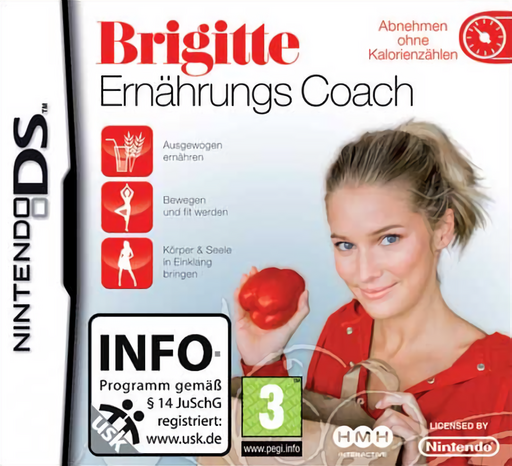 NINTENDO DS™
Brigitte
Ernährungs Coach
Abnehmen
ohne
Kalorienzählen
Ausgewogen
ernähren
Bewegen
und fit werden
Körper & Seele
in Einklang
bringen
INFO-
Programm gemäß
§ 14 JuSchG
registriert:
www.usk.de
usk
3
www.pegi.info
HMH
INTERACTIVE
LICENSED BY
Nintendo